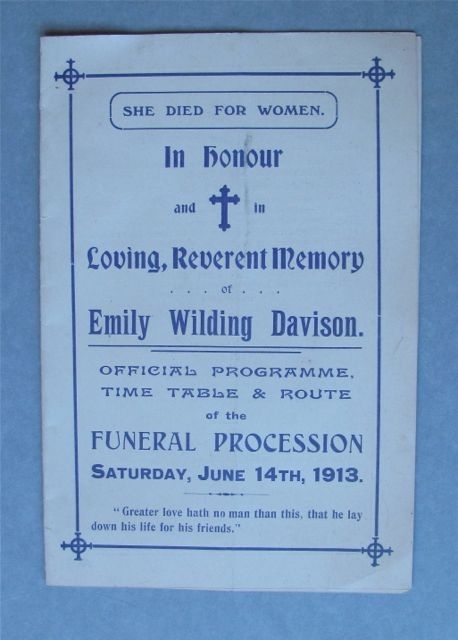 SHE DIED FOR WOMEN.
In Honour
and in
Loving, Reverent Memory
. . . . of . . . .
Emily Wilding Davison.
OFFICIAL PROGRAMME,
TIME TABLE & ROUTE
of the
FUNERAL PROCESSION
SATURDAY, JUNE 14TH, 1913.
"Greater love hath no man than this, that he lay
down his life for his friends."